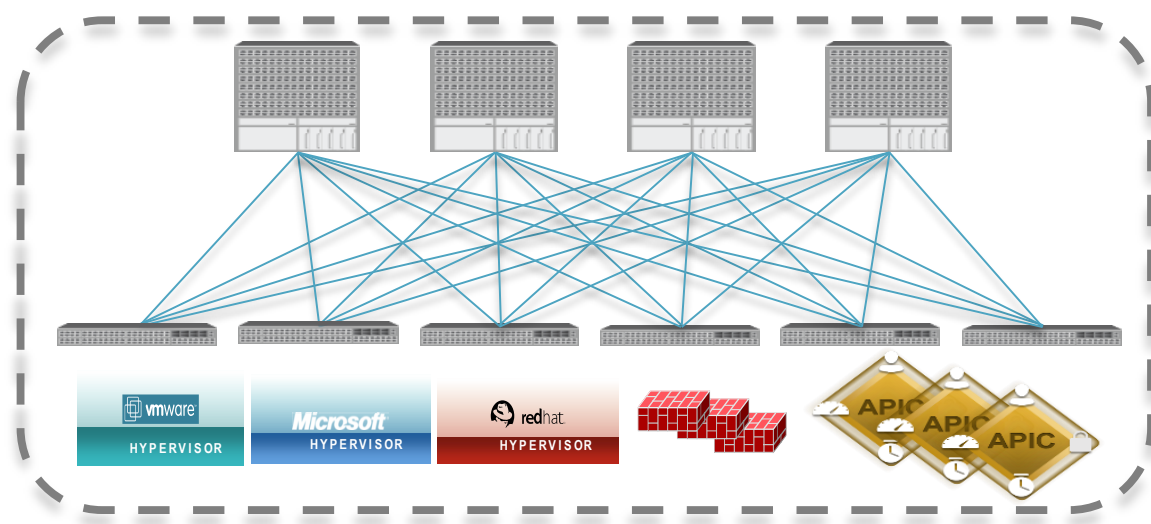 vmware
HYPERVISOR
Microsoft
HYPERVISOR
redhat.
HYPERVISOR
APIC
APIC
APIC